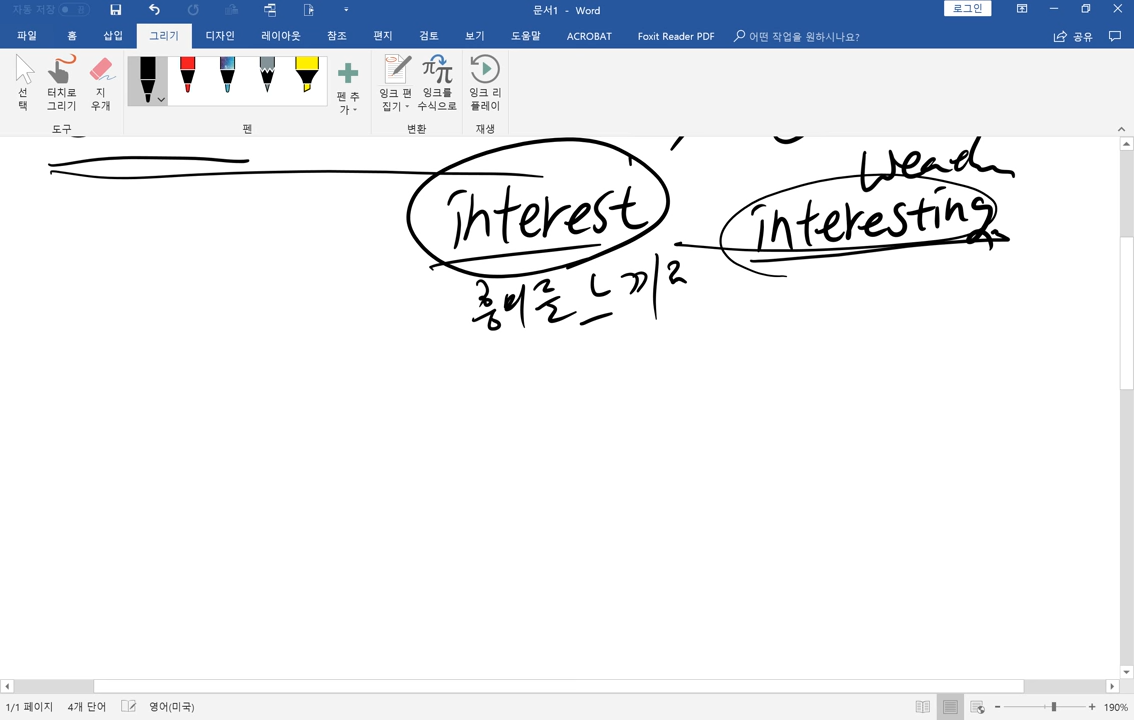 자동 저장 문서1 - Word 로그인
파일 홈 삽입 그리기 디자인 레이아웃 참조 편지 검토 보기 도움말 ACROBAT Foxit Reader PDF 어떤 작업을 원하시나요? 공유
선택
터치로 그리기
지우개
펜 추가
잉크 편집기
잉크를 수식으로
잉크 리플레이
도구 펜 변환 재생
interest interesting
흥미를 느끼
1/1 페이지 4개 단어 영어(미국) 190%